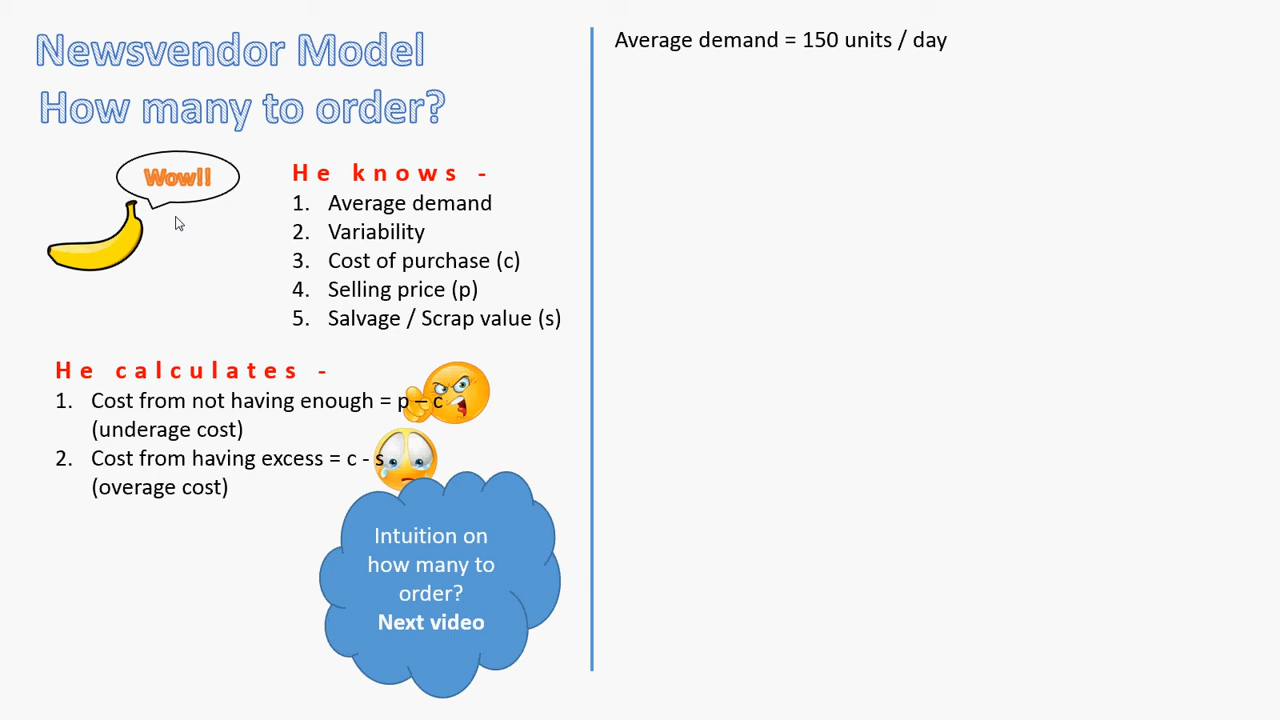 Newsvendor Model
How many to order?
Wow!!
He knows -
1. Average demand
2. Variability
3. Cost of purchase (c)
4. Selling price (p)
5. Salvage / Scrap value (s)
He calculates -
1. Cost from not having enough = p – c
(underage cost)
2. Cost from having excess = c - s
(overage cost)
Intuition on
how many to
order?
Next video
Average demand = 150 units / day